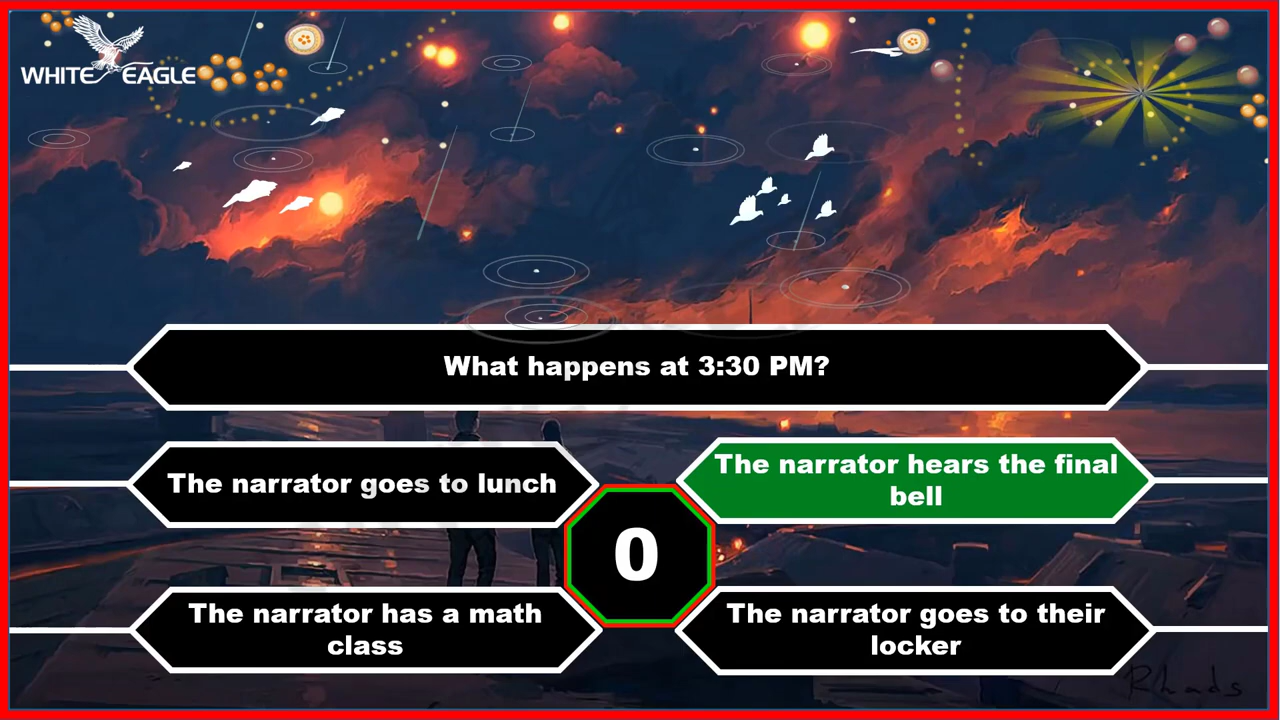 WHITE EAGLE
What happens at 3:30 PM?
The narrator goes to lunch
The narrator hears the final
bell
0
The narrator has a math
class
The narrator goes to their
locker
Rhads